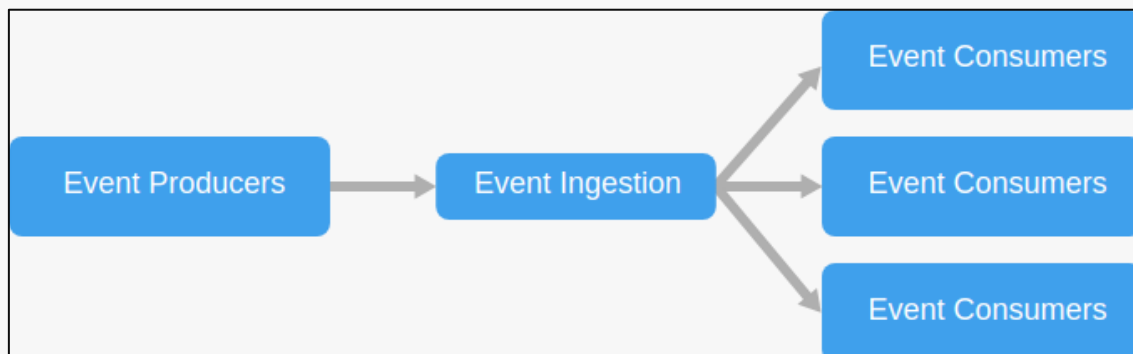 Event Producers
Event Ingestion
Event Consumers
Event Consumers
Event Consumers